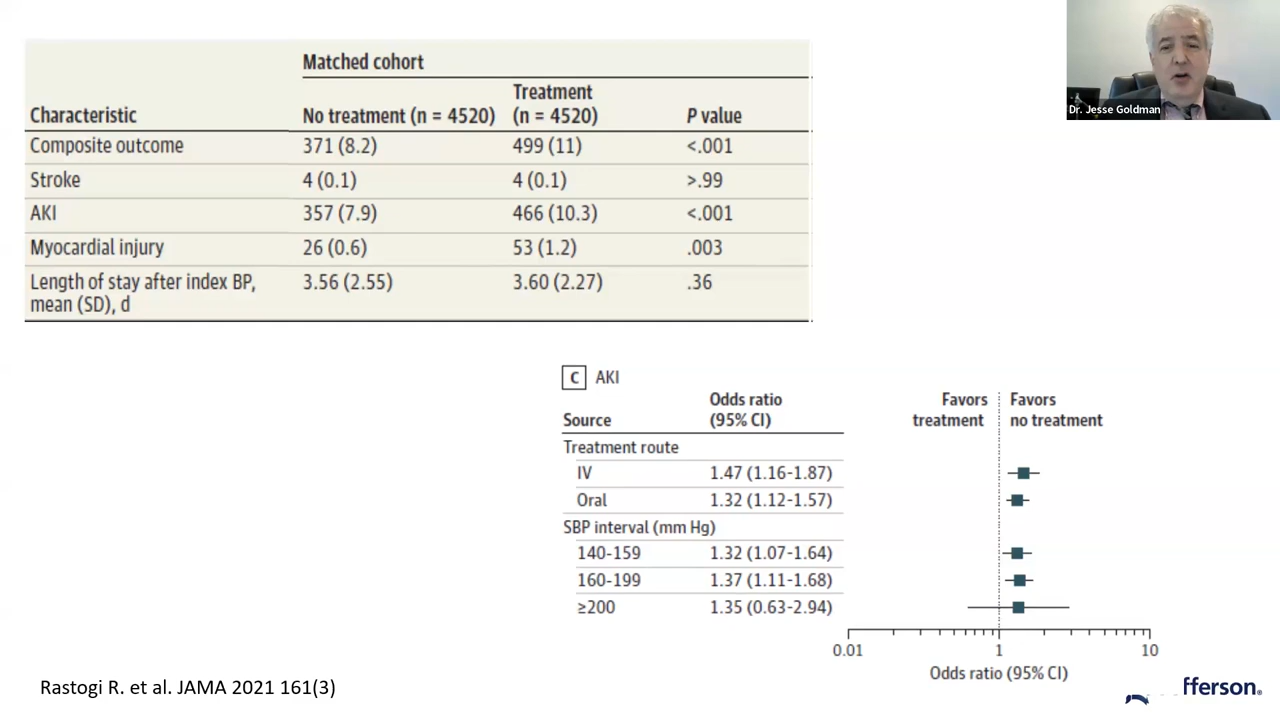 Dr. Jesse Goldman
Matched cohort
Characteristic No treatment (n = 4520) Treatment (n = 4520) P value
Composite outcome 371 (8.2) 499 (11) <.001
Stroke 4 (0.1) 4 (0.1) >.99
AKI 357 (7.9) 466 (10.3) <.001
Myocardial injury 26 (0.6) 53 (1.2) .003
Length of stay after index BP, 3.56 (2.55) 3.60 (2.27) .36
mean (SD), d
C AKI
Source Odds ratio (95% CI) Favors treatment Favors no treatment
Treatment route
IV 1.47 (1.16-1.87)
Oral 1.32 (1.12-1.57)
SBP interval (mm Hg)
140-159 1.32 (1.07-1.64)
160-199 1.37 (1.11-1.68)
≥200 1.35 (0.63-2.94)
0.01 1 10
Odds ratio (95% CI)
Rastogi R. et al. JAMA 2021 161(3)
fferson®